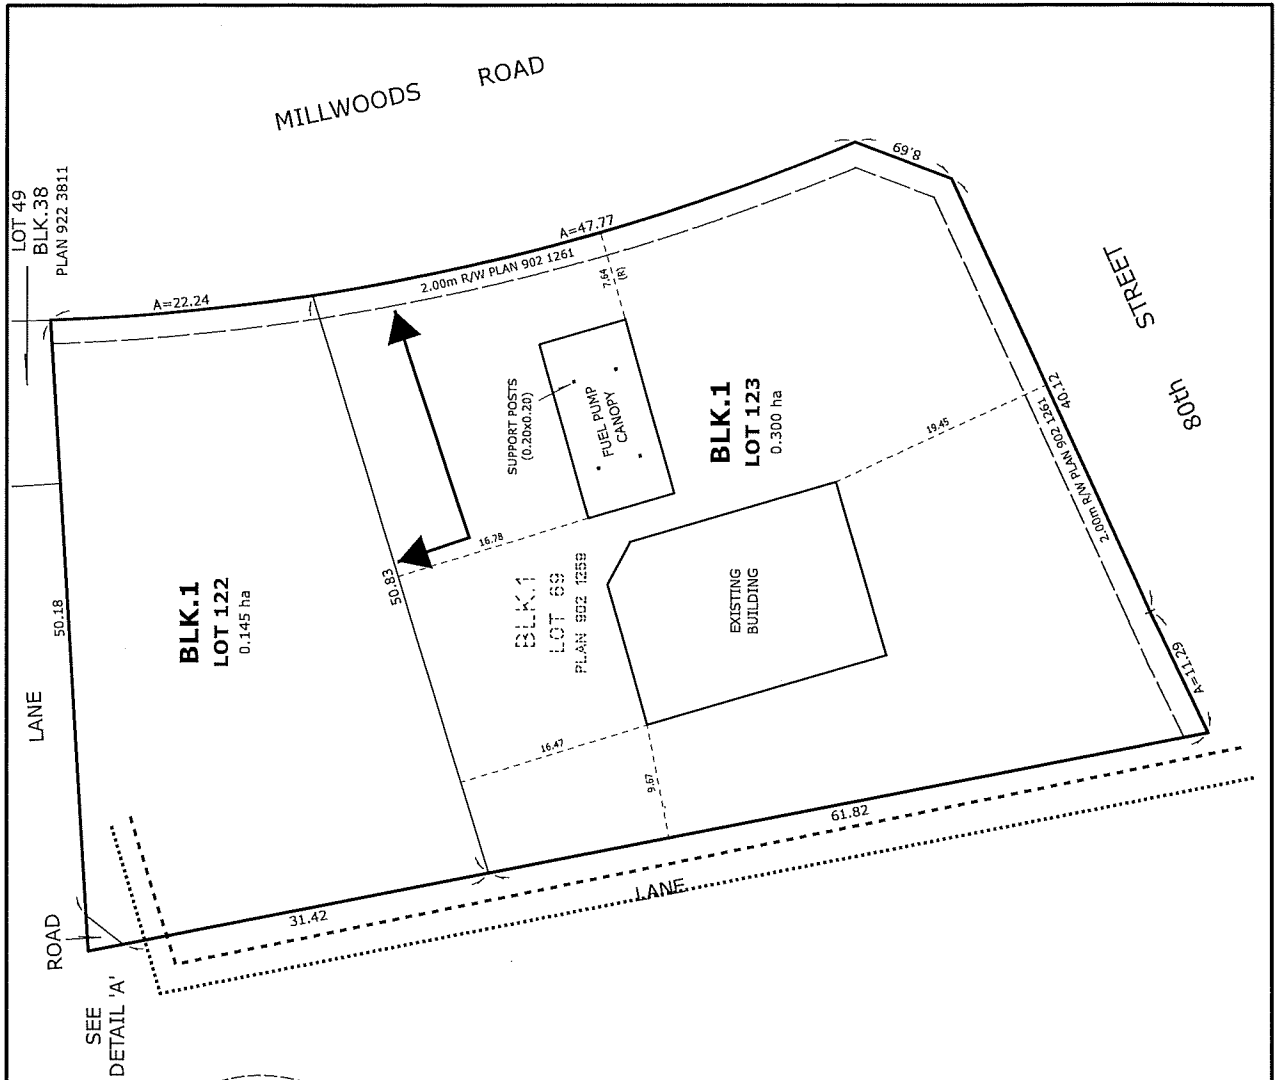 MILLWOODS ROAD
LOT 49
BLK.38
PLAN 922 3811
A=22.24
A=47.77
2.00m R/W PLAN 902 1261
8.69
7.64
(R)
STREET
80th
SUPPORT POSTS
(0.20x0.20)
FUEL PUMP
CANOPY
BLK.1
LOT 123
0.300 ha
19.45
40.12
2.00m R/W PLAN 902 1261
16.78
50.83
BLK.1
LOT 122
0.145 ha
50.18
LANE
BLK.1
LOT 69
PLAN 902 1259
EXISTING
BUILDING
A=11.29
16.47
9.67
61.82
LANE
31.42
ROAD
SEE
DETAIL 'A'